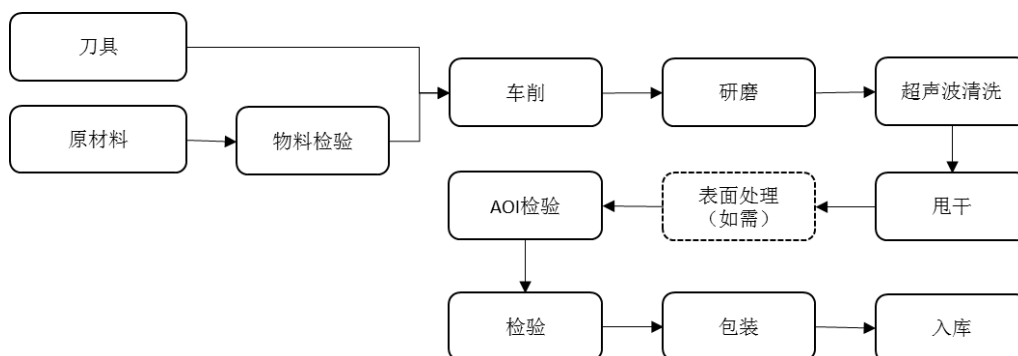 刀具
原材料
物料检验
车削
研磨
超声波清洗
甩干
表面处理
（如需）
AOI检验
检验
包装
入库